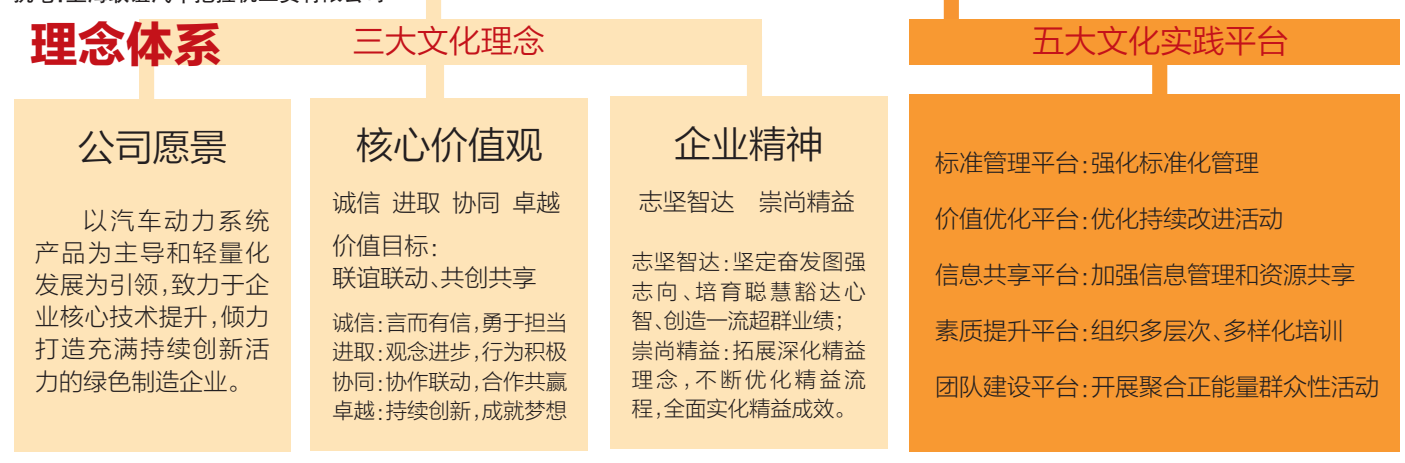 理念体系
三大文化理念
五大文化实践平台
公司愿景
以汽车动力系统
产品为主导和轻量化
发展为引领,致力于企
业核心技术提升,倾力
打造充满持续创新活
力的绿色制造企业。
核心价值观
诚信 进取 协同 卓越
价值目标:
联谊联动、共创共享
诚信:言而有信,勇于担当
进取:观念进步,行为积极
协同:协作联动,合作共赢
卓越:持续创新,成就梦想
企业精神
志坚智达 崇尚精益
志坚智达:坚定奋发图强
志向、培育聪慧豁达心
智、创造一流超群业绩;
崇尚精益:拓展深化精益
理念,不断优化精益流
程,全面实化精益成效。
标准管理平台:强化标准化管理
价值优化平台:优化持续改进活动
信息共享平台:加强信息管理和资源共享
素质提升平台:组织多层次、多样化培训
团队建设平台:开展聚合正能量群众性活动